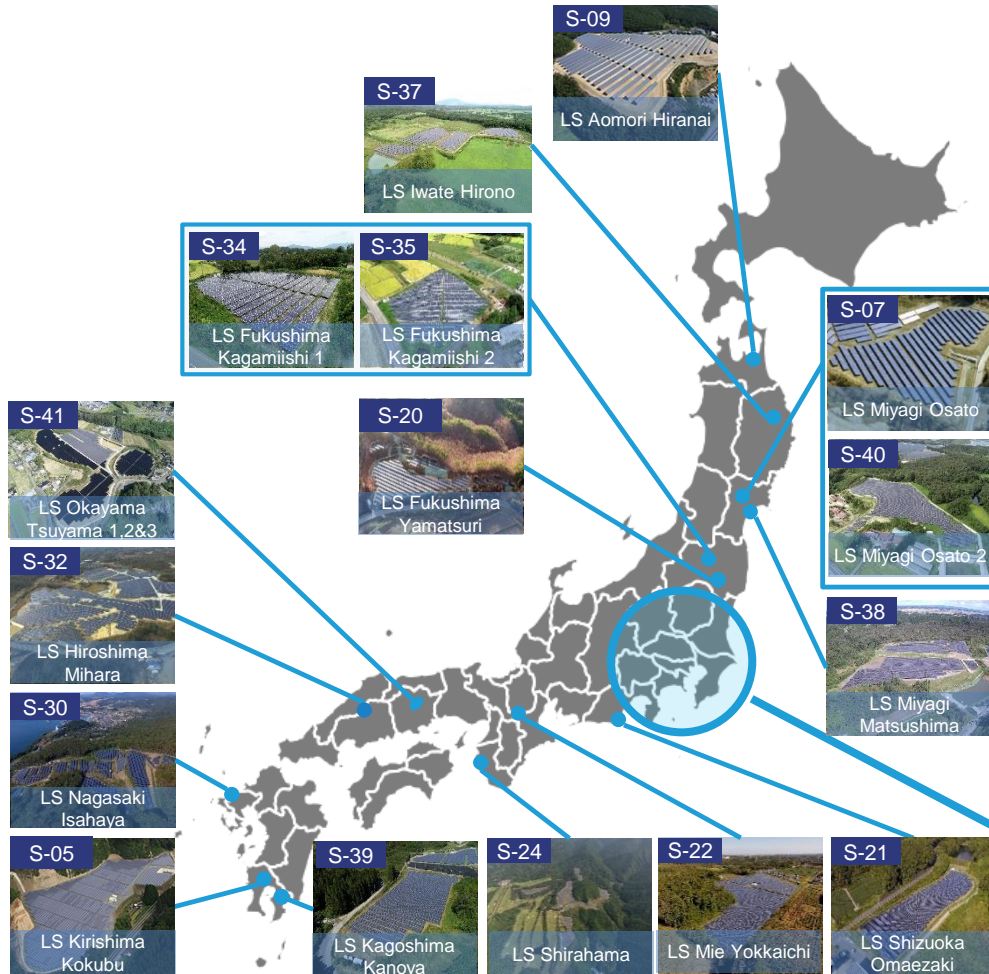 S-09
LS Aomori Hiranai
S-37
LS Iwate Hirono
S-34
LS Fukushima
Kagamiishi 1
S-35
LS Fukushima
Kagamiishi 2
S-07
LS Miyagi Osato
S-40
LS Miyagi Osato 2
S-41
LS Okayama
Tsuyama 1,2&3
S-20
LS Fukushima
Yamatsuri
S-32
LS Hiroshima
Mihara
S-38
LS Miyagi
Matsushima
S-30
LS Nagasaki
Isahaya
S-05
LS Kirishima
Kokubu
S-39
LS Kagoshima
Kanoya
S-24
LS Shirahama
S-22
LS Mie Yokkaichi
S-21
LS Shizuoka
Omaezaki